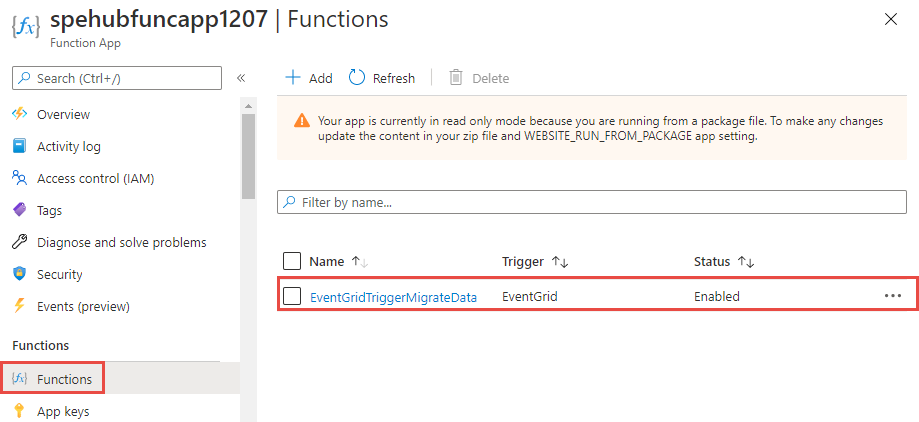 {fx}
spehubfuncapp1207 | Functions
Function App
Search (Ctrl+/)
«
Overview
Activity log
Access control (IAM)
Tags
Diagnose and solve problems
Security
Events (preview)
Functions
{fx} Functions
App keys
Add Refresh Delete
Your app is currently in read only mode because you are running from a package file. To make any changes
update the content in your zip file and WEBSITE_RUN_FROM_PACKAGE app setting.
Filter by name...
Name ↑↓ Trigger ↑↓ Status ↑↓
EventGridTriggerMigrateData EventGrid Enabled ...